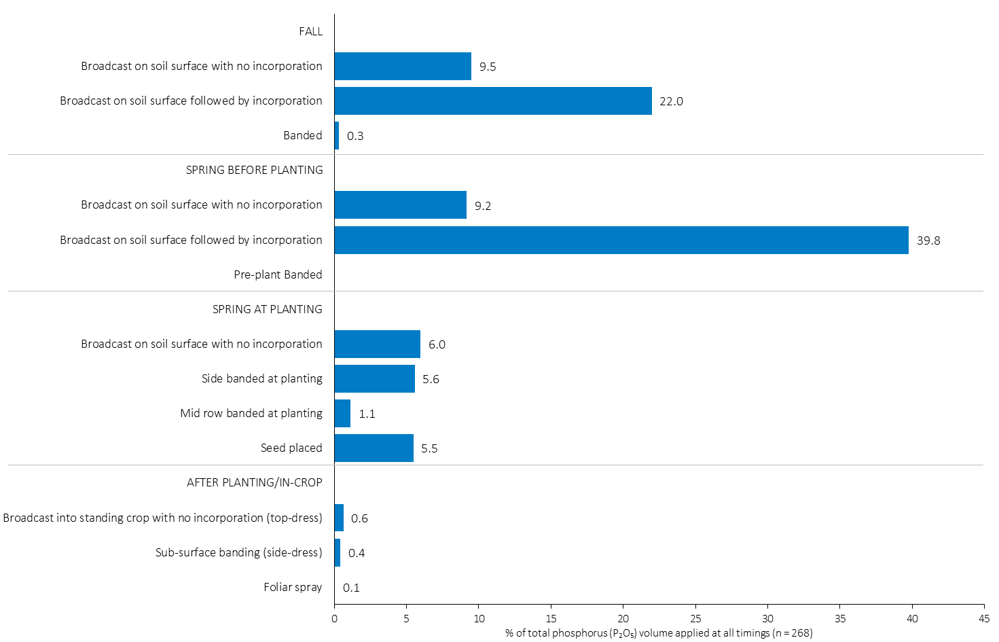 FALL
Broadcast on soil surface with no incorporation 9.5
Broadcast on soil surface followed by incorporation 22.0
Banded 0.3
SPRING BEFORE PLANTING
Broadcast on soil surface with no incorporation 9.2
Broadcast on soil surface followed by incorporation 39.8
Pre-plant Banded
SPRING AT PLANTING
Broadcast on soil surface with no incorporation 6.0
Side banded at planting 5.6
Mid row banded at planting 1.1
Seed placed 5.5
AFTER PLANTING/IN-CROP
Broadcast into standing crop with no incorporation (top-dress) 0.6
Sub-surface banding (side-dress) 0.4
Foliar spray 0.1
0 5 10 15 20 25 30 35 40 45
% of total phosphorus (P₂O₅) volume applied at all timings (n = 268)